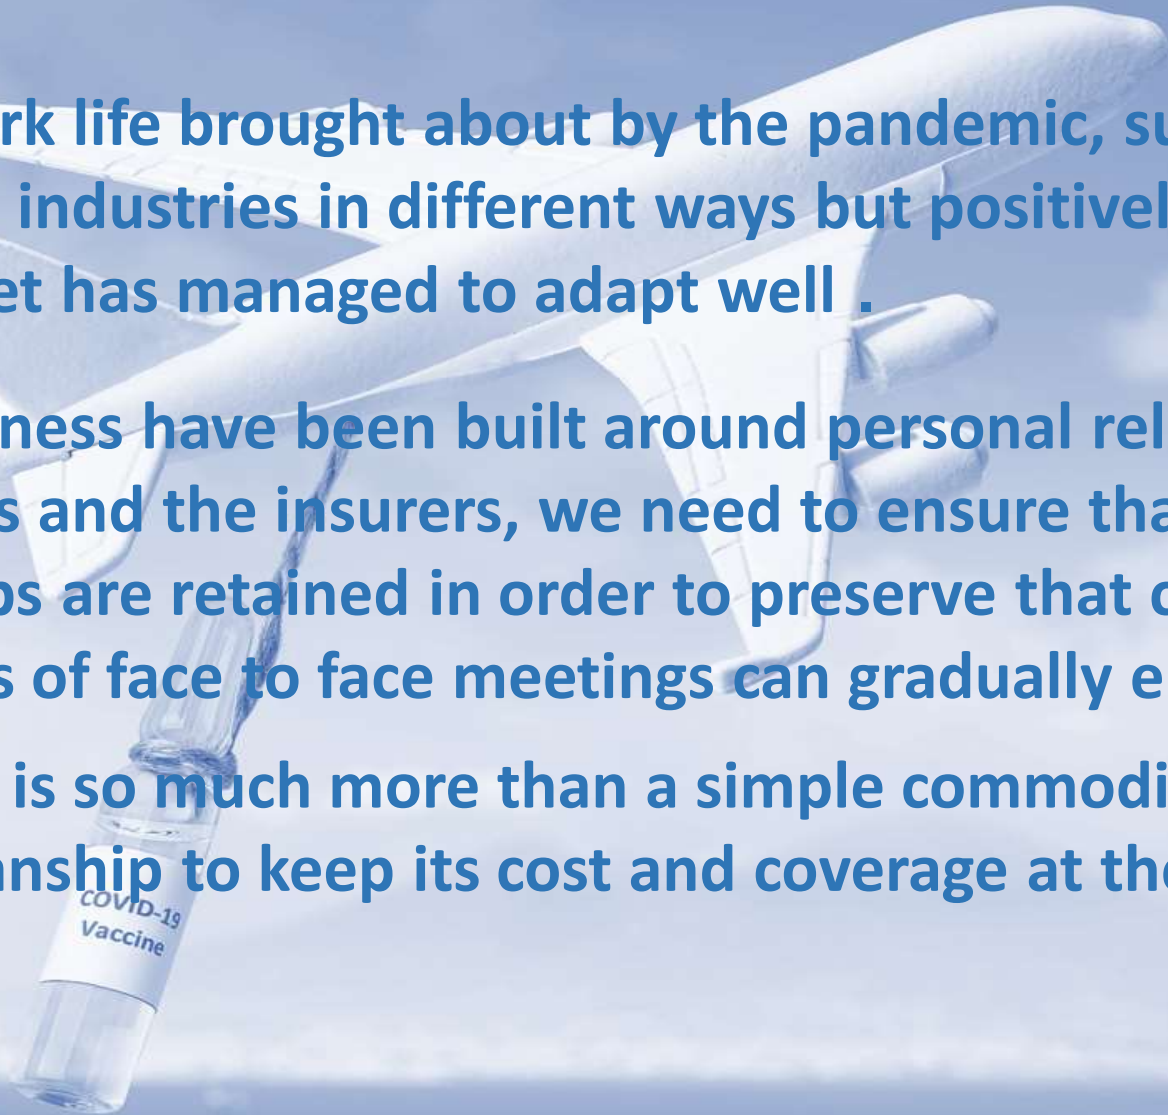 rk life brought about by the pandemic, su
industries in different ways but positivel
et has managed to adapt well .
ness have been built around personal rel
s and the insurers, we need to ensure tha
ps are retained in order to preserve that c
s of face to face meetings can gradually e
is so much more than a simple commodi
anship to keep its cost and coverage at the
COVID-19
Vaccine